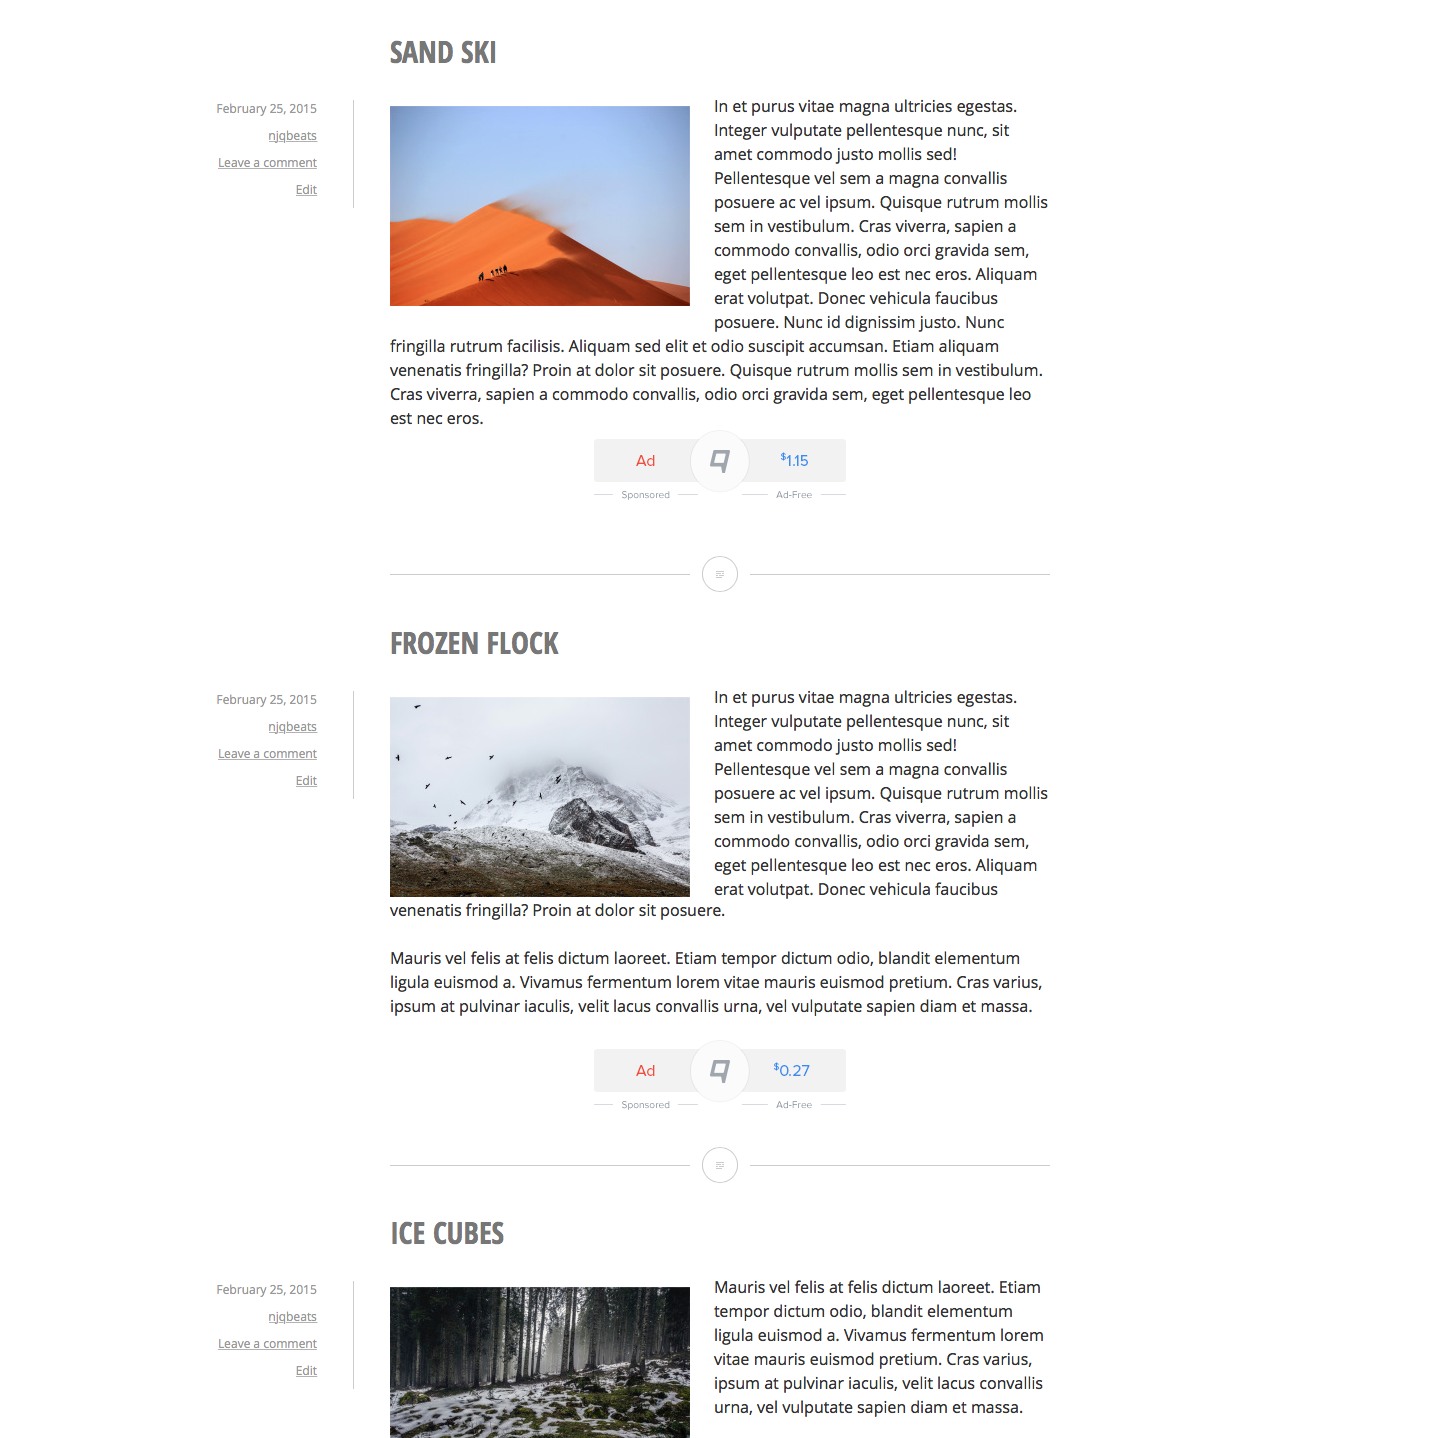 SAND SKI
February 25, 2015
njqbeats
Leave a comment
Edit
In et purus vitae magna ultricies egestas.
Integer vulputate pellentesque nunc, sit
amet commodo justo mollis sed!
Pellentesque vel sem a magna convallis
posuere ac vel ipsum. Quisque rutrum mollis
sem in vestibulum. Cras viverra, sapien a
commodo convallis, odio orci gravida sem,
eget pellentesque leo est nec eros. Aliquam
erat volutpat. Donec vehicula faucibus
posuere. Nunc id dignissim justo. Nunc
fringilla rutrum facilisis. Aliquam sed elit et odio suscipit accumsan. Etiam aliquam
venenatis fringilla? Proin at dolor sit posuere. Quisque rutrum mollis sem in vestibulum.
Cras viverra, sapien a commodo convallis, odio orci gravida sem, eget pellentesque leo
est nec eros.
Ad $1.15
Sponsored Ad-Free
FROZEN FLOCK
February 25, 2015
njqbeats
Leave a comment
Edit
In et purus vitae magna ultricies egestas.
Integer vulputate pellentesque nunc, sit
amet commodo justo mollis sed!
Pellentesque vel sem a magna convallis
posuere ac vel ipsum. Quisque rutrum mollis
sem in vestibulum. Cras viverra, sapien a
commodo convallis, odio orci gravida sem,
eget pellentesque leo est nec eros. Aliquam
erat volutpat. Donec vehicula faucibus
venenatis fringilla? Proin at dolor sit posuere.
Mauris vel felis at felis dictum laoreet. Etiam tempor dictum odio, blandit elementum
ligula euismod a. Vivamus fermentum lorem vitae mauris euismod pretium. Cras varius,
ipsum at pulvinar iaculis, velit lacus convallis urna, vel vulputate sapien diam et massa.
Ad $0.27
Sponsored Ad-Free
ICE CUBES
February 25, 2015
njqbeats
Leave a comment
Edit
Mauris vel felis at felis dictum laoreet. Etiam
tempor dictum odio, blandit elementum
ligula euismod a. Vivamus fermentum lorem
vitae mauris euismod pretium. Cras varius,
ipsum at pulvinar iaculis, velit lacus convallis
urna, vel vulputate sapien diam et massa.